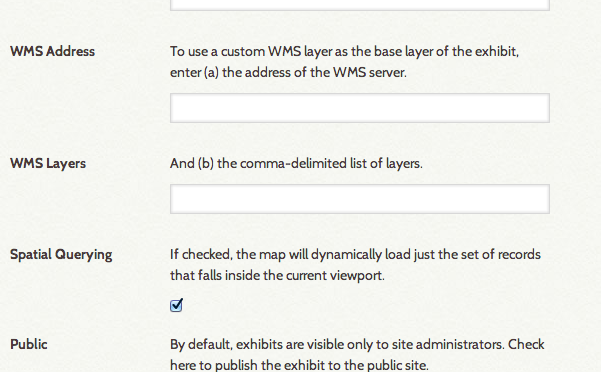 WMS Address
To use a custom WMS layer as the base layer of the exhibit,
enter (a) the address of the WMS server.
WMS Layers
And (b) the comma-delimited list of layers.
Spatial Querying
If checked, the map will dynamically load just the set of records
that falls inside the current viewport.
Public
By default, exhibits are visible only to site administrators. Check
here to publish the exhibit to the public site.